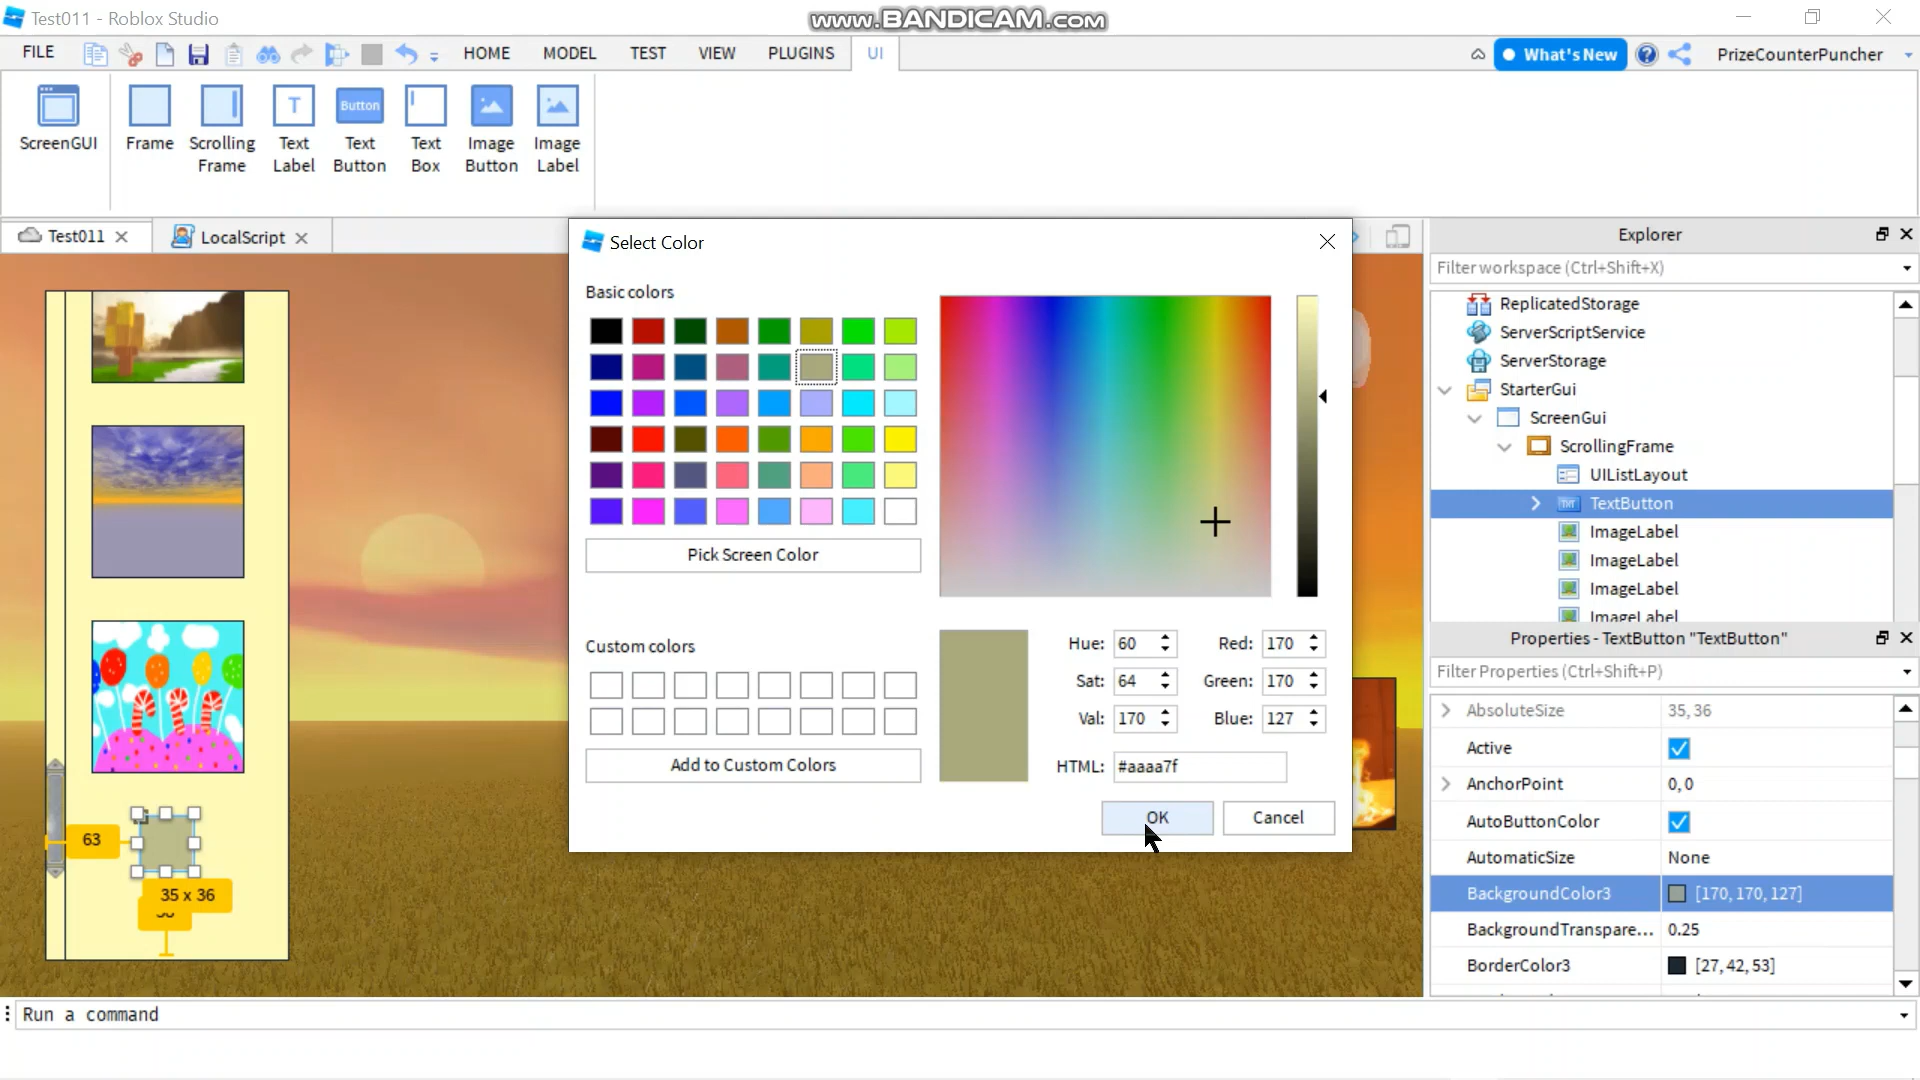 Test011 - Roblox Studio
www.BANDICAM.com
FILE
HOME
MODEL
TEST
VIEW
PLUGINS
UI
What's New
PrizeCounterPuncher
ScreenGUI
Frame
Scrolling
Frame
Text
Label
Button
Text
Button
Text
Box
Image
Button
Image
Label
Test011
LocalScript
Select Color
Basic colors
Pick Screen Color
Custom colors
Add to Custom Colors
Hue: 60
Red: 170
Sat: 64
Green: 170
Val: 170
Blue: 127
HTML: #aaaa7f
OK
Cancel
63
35 x 36
Explorer
Filter workspace (Ctrl+Shift+X)
ReplicatedStorage
ServerScriptService
ServerStorage
StarterGui
ScreenGui
ScrollingFrame
UIListLayout
TextButton
ImageLabel
ImageLabel
ImageLabel
ImageLabel
Properties - TextButton "TextButton"
Filter Properties (Ctrl+Shift+P)
AbsoluteSize 35, 36
Active
AnchorPoint 0, 0
AutoButtonColor
AutomaticSize None
BackgroundColor3 [170, 170, 127]
BackgroundTranspare... 0.25
BorderColor3 [27, 42, 53]
Run a command